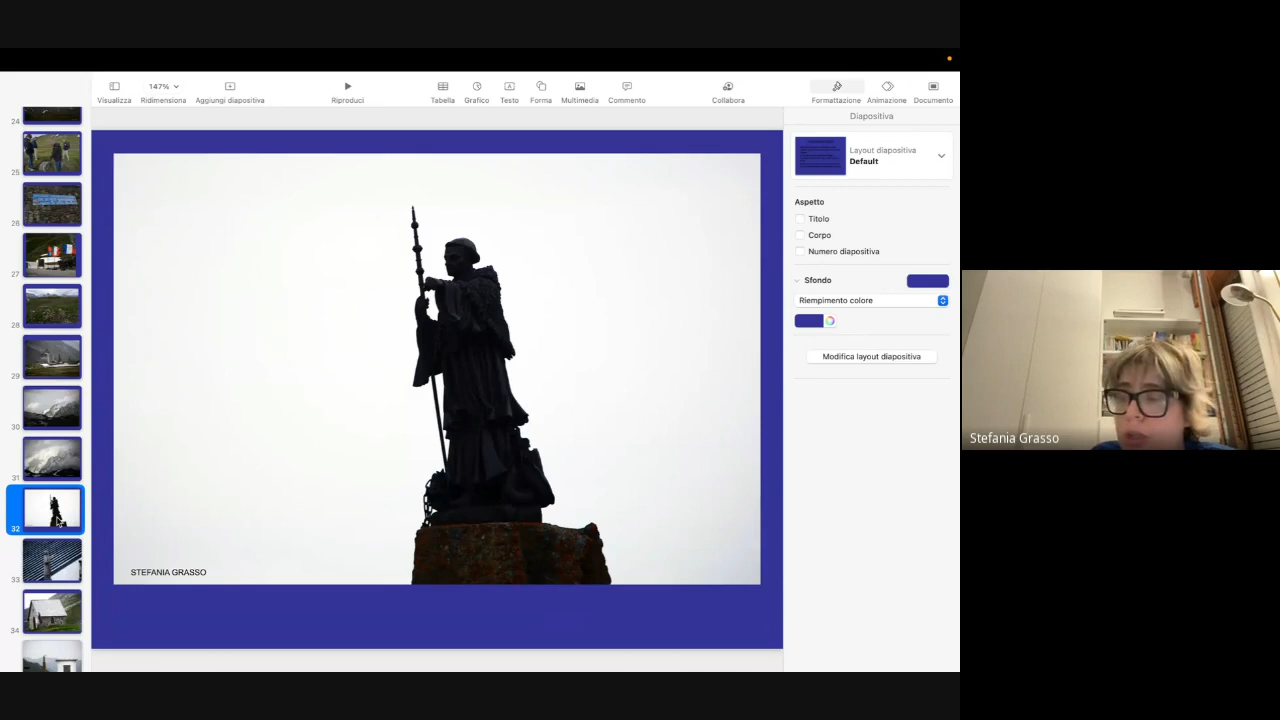 147%
Visualizza
Ridimensiona
Aggiungi diapositiva
Riproduci
Tabella
Grafico
Testo
Forma
Multimedia
Commento
Collabora
Formattazione
Animazione
Documento
Diapositiva
Layout diapositiva
Default
Aspetto
Titolo
Corpo
Numero diapositiva
Sfondo
Riempimento colore
Modifica layout diapositiva
24
25
26
27
28
29
30
31
32
33
34
STEFANIA GRASSO
Stefania Grasso